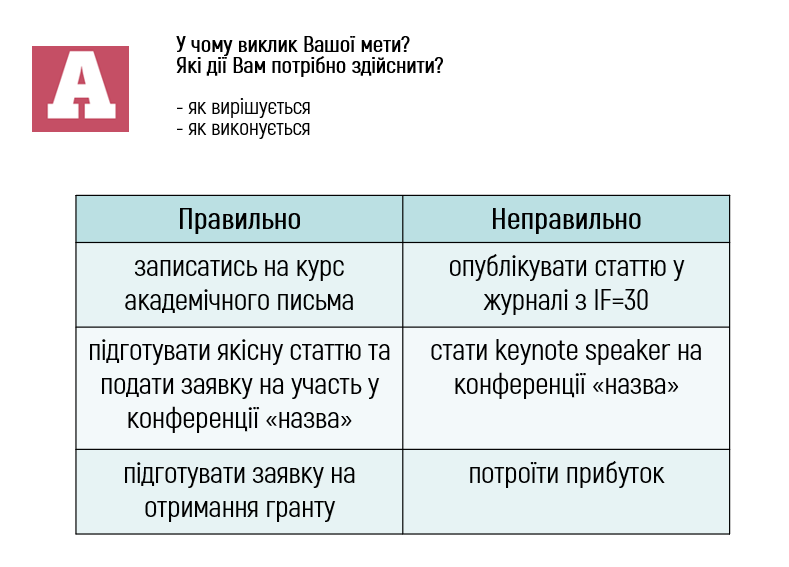 А
У чому виклик Вашої мети?
Які дії Вам потрібно здійснити?
- як вирішується
- як виконується
Правильно
Неправильно
записатись на курс
академічного письма
опублікувати статтю у
журналі з IF=30
підготувати якісну статтю та
подати заявку на участь у
конференції «назва»
стати keynote speaker на
конференції «назва»
підготувати заявку на
отримання гранту
потроїти прибуток